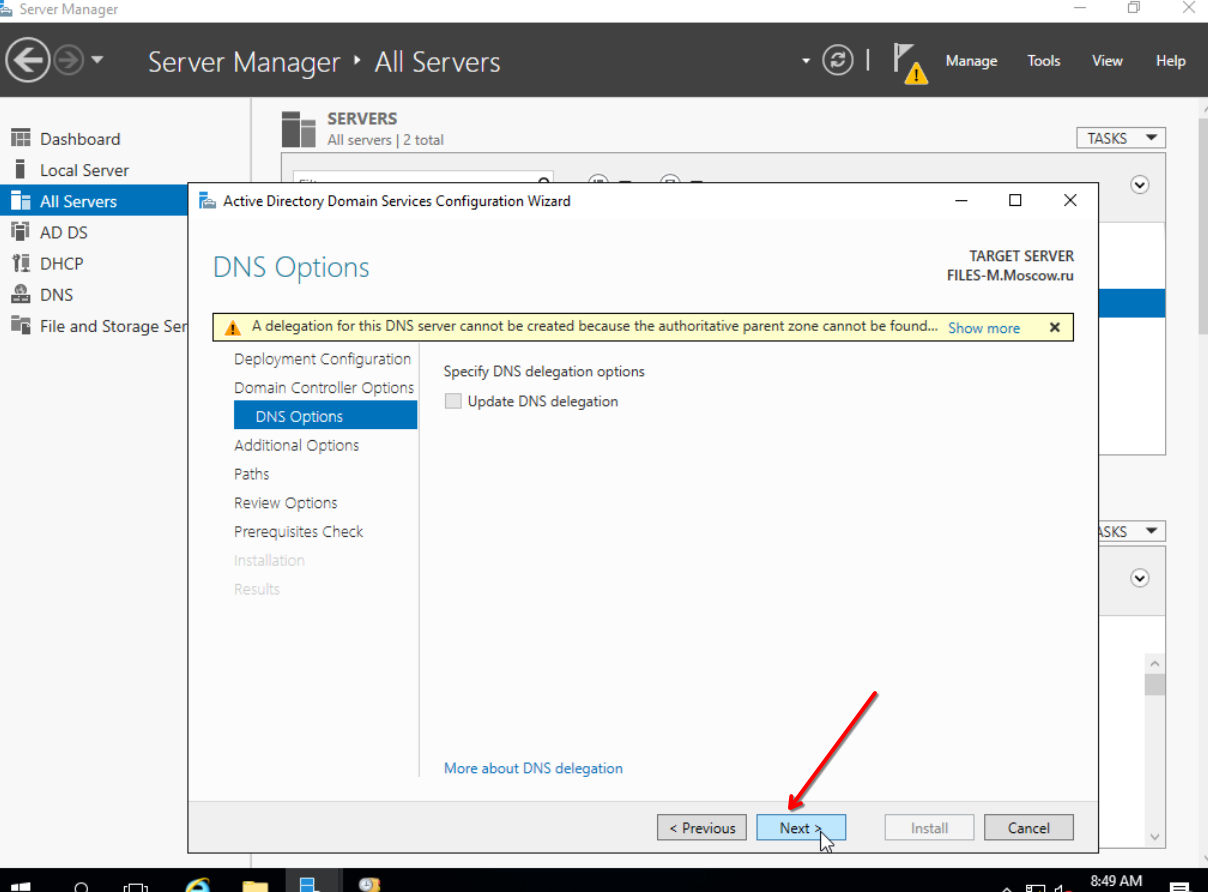 Server Manager
Server Manager ‣ All Servers
Manage Tools View Help
SERVERS
All servers | 2 total
TASKS
Dashboard
Local Server
All Servers
AD DS
DHCP
DNS
File and Storage Ser
Active Directory Domain Services Configuration Wizard
DNS Options
TARGET SERVER
FILES-M.Moscow.ru
A delegation for this DNS server cannot be created because the authoritative parent zone cannot be found... Show more
Deployment Configuration
Domain Controller Options
DNS Options
Additional Options
Paths
Review Options
Prerequisites Check
Installation
Results
Specify DNS delegation options
Update DNS delegation
More about DNS delegation
< Previous Next > Install Cancel
8:49 AM